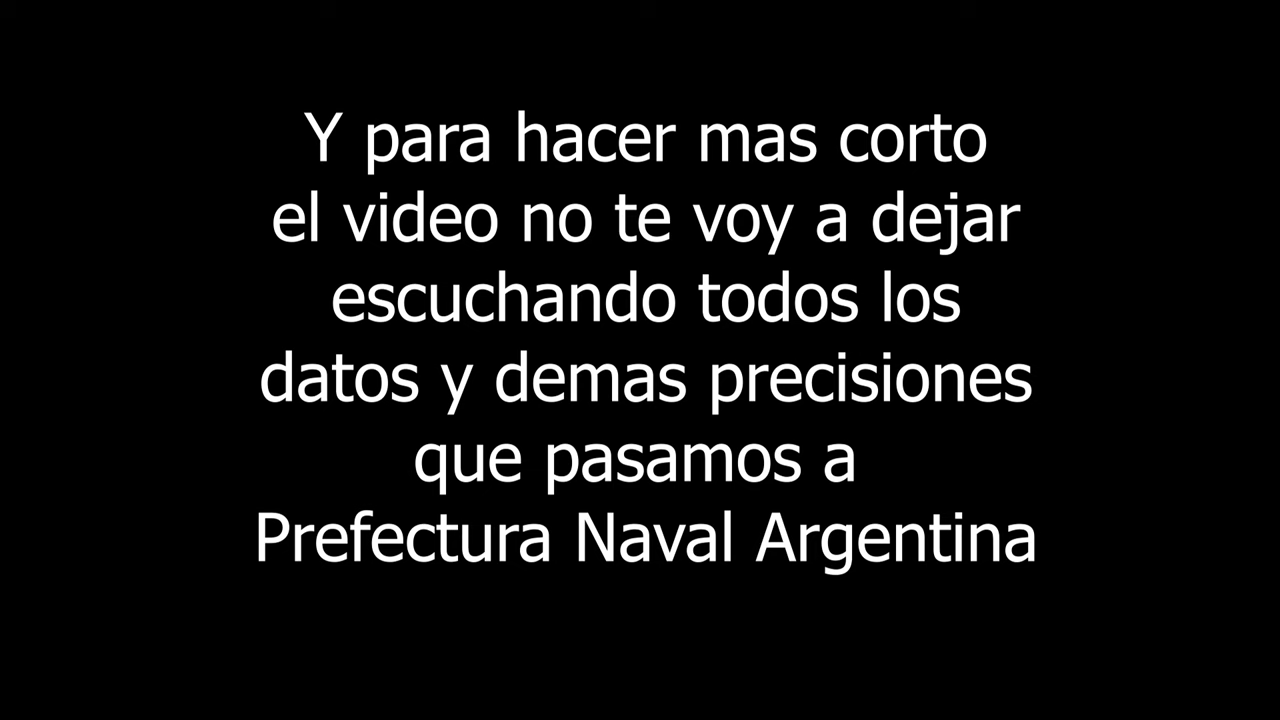 Y para hacer mas corto
el video no te voy a dejar
escuchando todos los
datos y demas precisiones
que pasamos a
Prefectura Naval Argentina